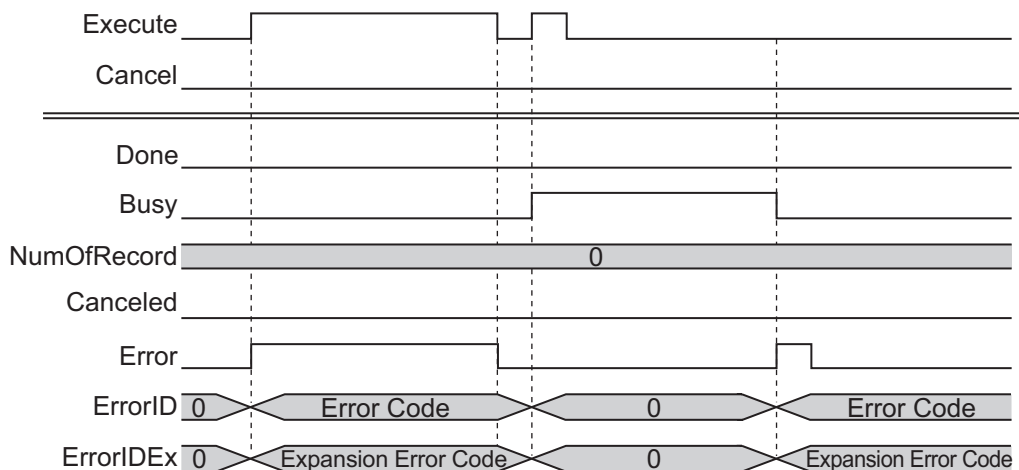 Execute
Cancel
Done
Busy
NumOfRecord 0
Canceled
Error
ErrorID 0 Error Code 0 Error Code
ErrorIDEx 0 Expansion Error Code 0 Expansion Error Code